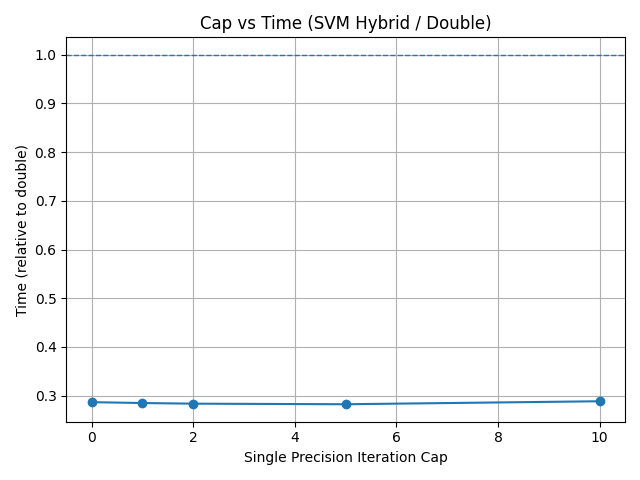 Cap vs Time (SVM Hybrid / Double)
Time (relative to double)
1.0
0.9
0.8
0.7
0.6
0.5
0.4
0.3
0 2 4 6 8 10
Single Precision Iteration Cap